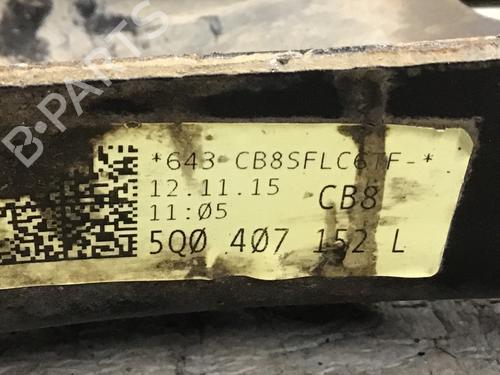 B-PARTS
*643 CB8SFLC6TF-*
12.11.15 CB8
11:05
5Q0 407 152 L